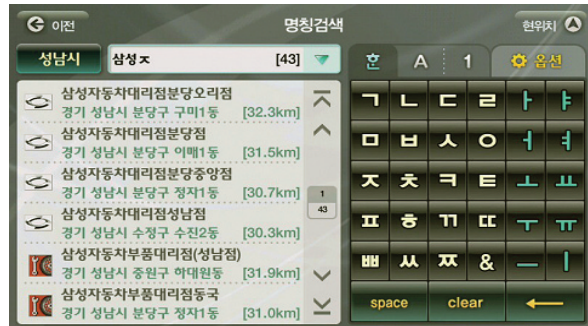 이전 명칭검색 현위치
성남시 삼성ㅈ [43] 한 A 1 옵션
삼성자동차대리점분당오리점
경기 성남시 분당구 구미1동 [32.3km]
삼성자동차대리점분당점
경기 성남시 분당구 이매1동 [31.5km]
삼성자동차대리점분당중앙점
경기 성남시 분당구 정자1동 [30.7km]
삼성자동차대리점성남점
경기 성남시 수정구 수진2동 [30.3km]
삼성자동차부품대리점(성남점)
경기 성남시 중원구 하대원동 [31.9km]
삼성자동차부품대리점동국
경기 성남시 분당구 정자1동 [31.0km]
1
43
ㄱ ㄴ ㄷ ㄹ ㅏ ㅑ
ㅁ ㅂ ㅅ ㅇ ㅓ ㅕ
ㅈ ㅊ ㅋ ㅌ ㅗ ㅛ
ㅍ ㅎ ㄲ ㄸ ㅜ ㅠ
ㅃ ㅆ ㅉ & ㅡ ㅣ
space clear ←